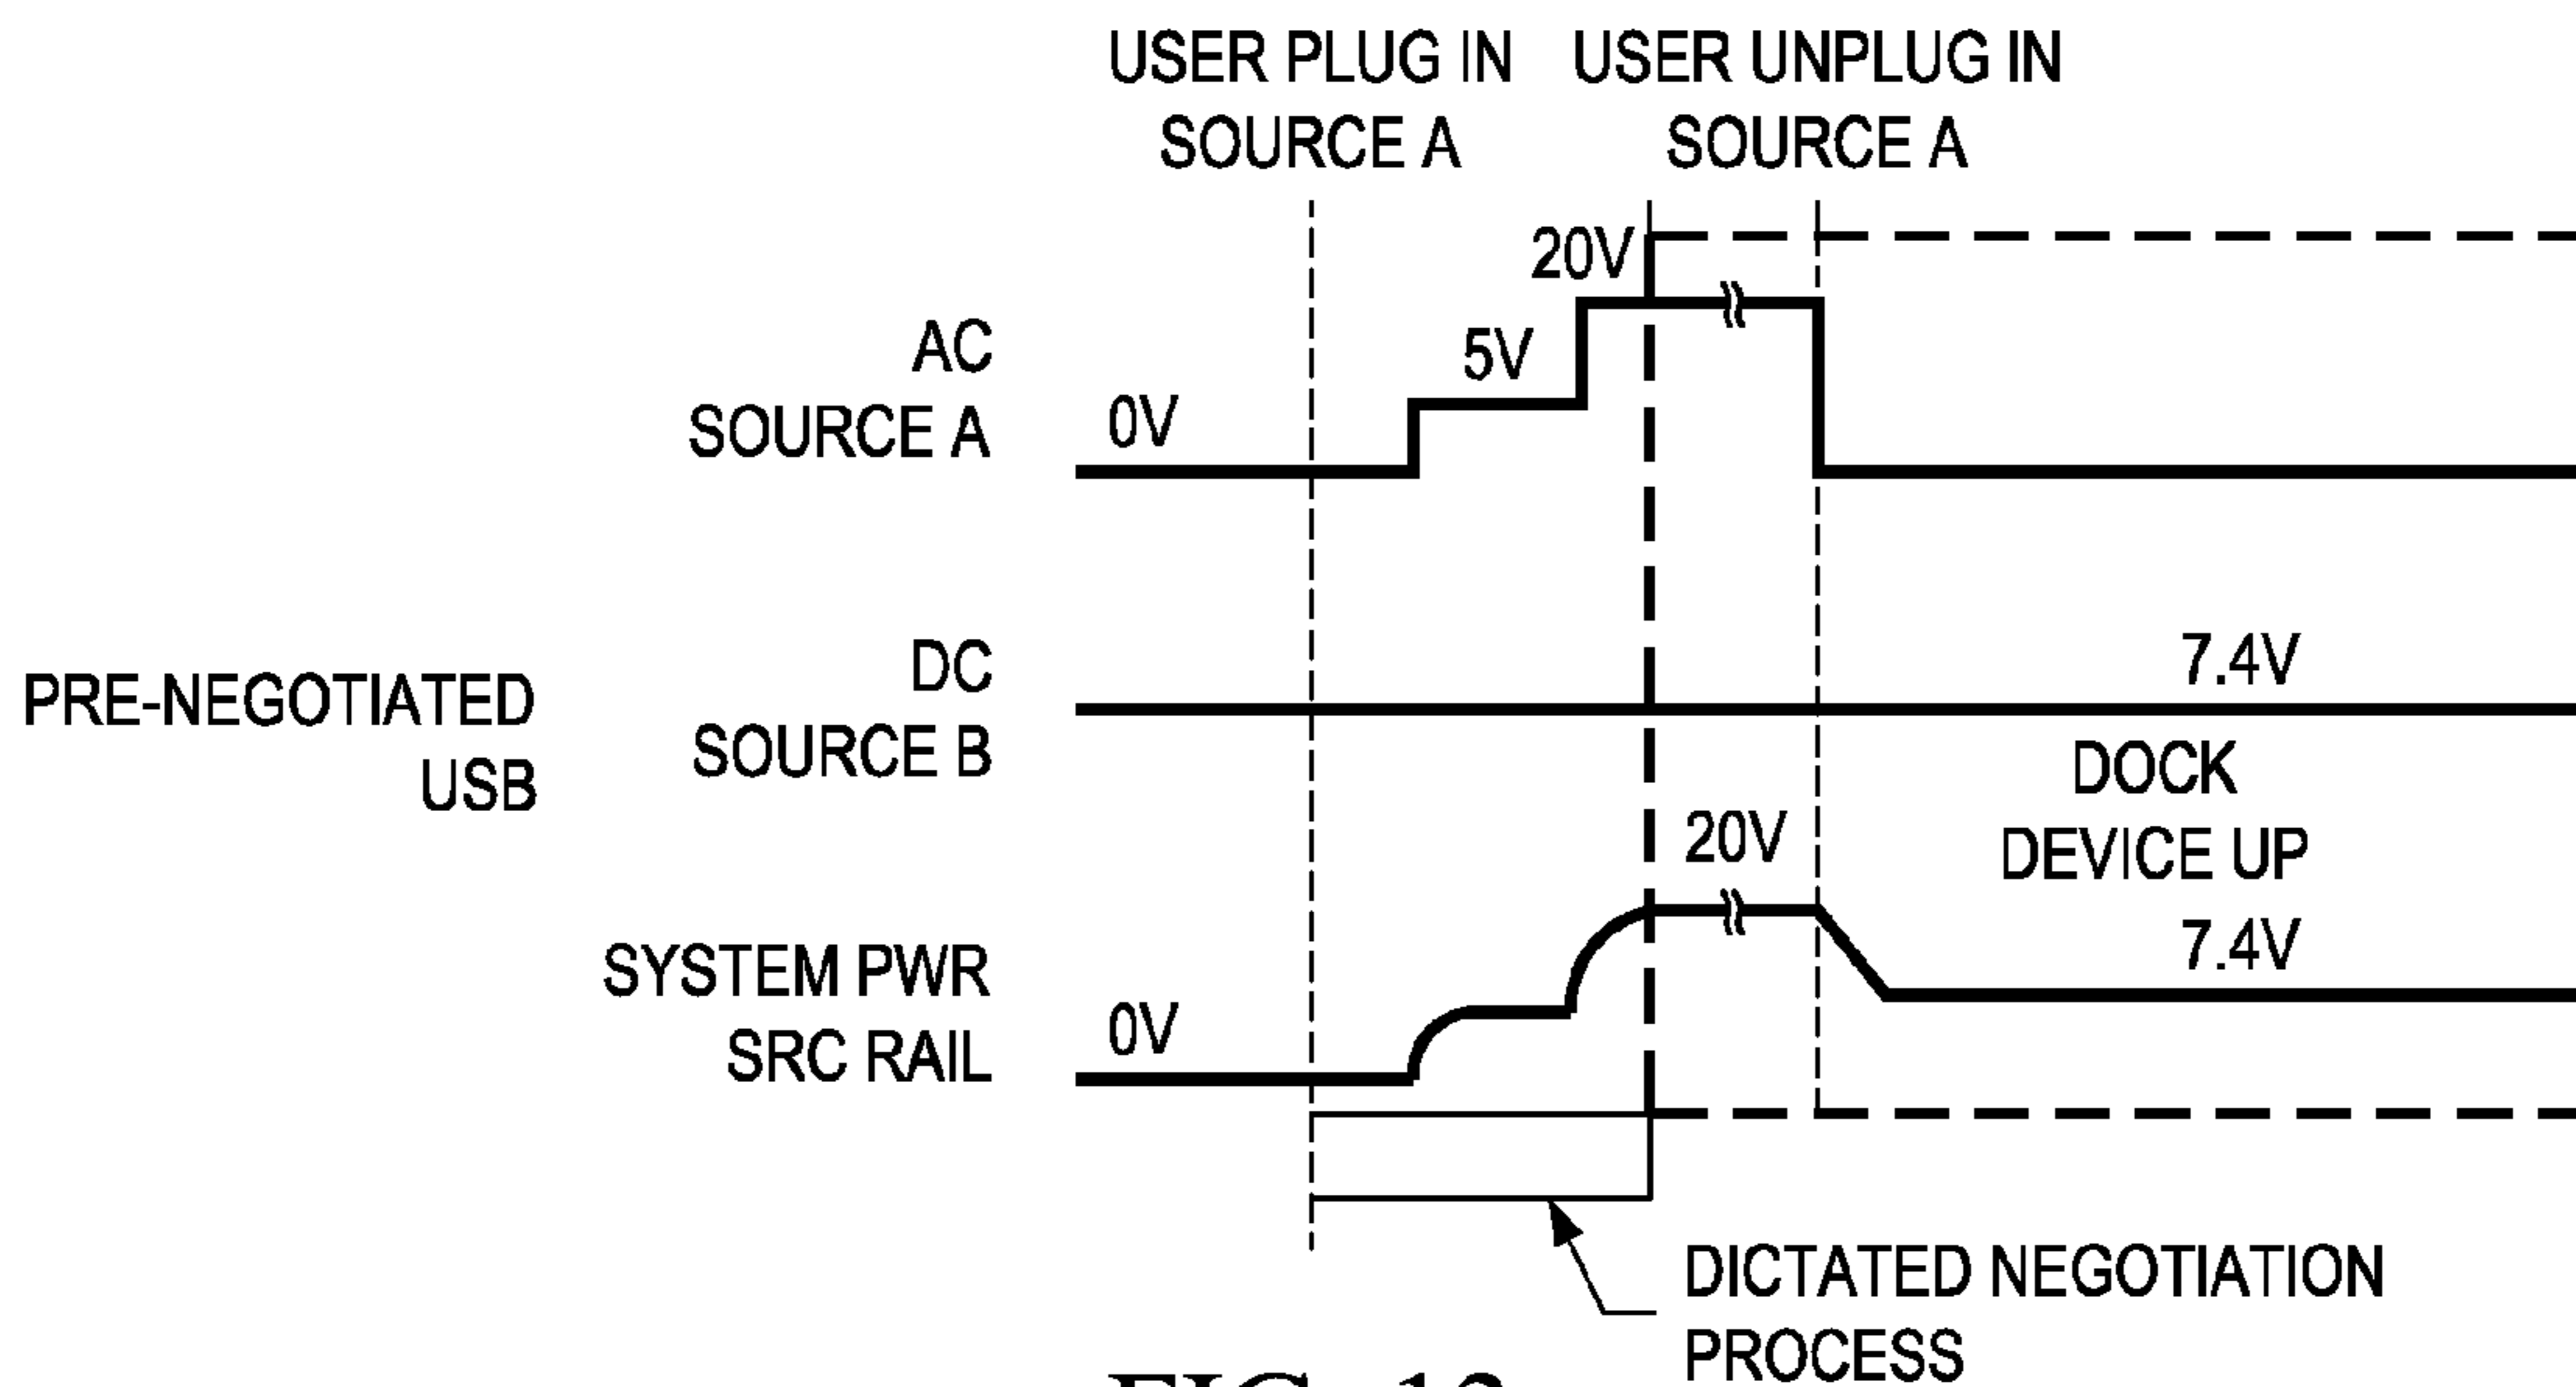 USER PLUG IN
SOURCE A
USER UNPLUG IN
SOURCE A
20V
5V
0V
AC
SOURCE A
PRE-NEGOTIATED
USB
DC
SOURCE B
7.4V
DOCK
DEVICE UP
20V
7.4V
SYSTEM PWR
SRC RAIL
0V
DICTATED NEGOTIATION
PROCESS